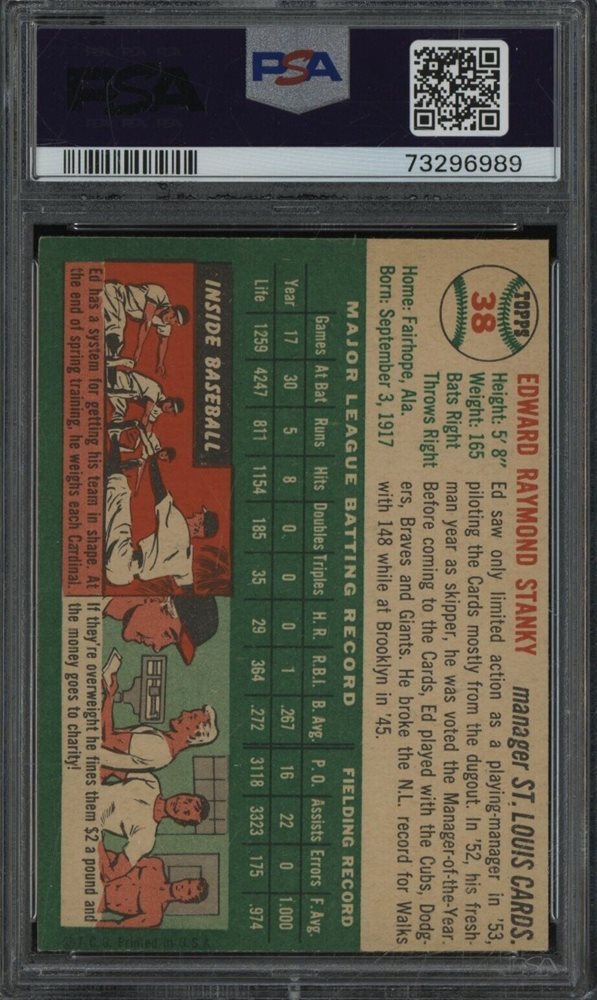 PSA
PSA
73296989
TOPPS
38
EDWARD RAYMOND STANKY manager ST. LOUIS CARDS.
Height: 5' 8"
Weight: 165
Bats Right
Throws Right
Home: Fairhope, Ala.
Born: September 3, 1917
Ed saw only limited action as a playing-manager in '53,
piloting the Cards mostly from the dugout. In '52, his fresh-
man year as skipper, he was voted the Manager-of-the-Year.
Before coming to the Cards, Ed played with the Cubs, Dodg-
ers, Braves and Giants. He broke the N.L. record for Walks
with 148 while at Brooklyn in '45.
MAJOR LEAGUE BATTING RECORD FIELDING RECORD
Games At Bat Runs Hits Doubles Triples H. R. R.B.I. B. Avg. P. O. Assists Errors F. Avg.
Year 17 30 5 8 0 0 0 1 .267 16 22 0 1.000
Life 1259 4247 811 1154 185 35 29 364 .272 3118 3323 175 .974
INSIDE BASEBALL
Ed has a system for getting his team in shape. At
the end of spring training, he weighs each Cardinal.
If they're overweight he fines them $2 a pound and
the money goes to charity!
T. C. G. Printed in U.S.A.